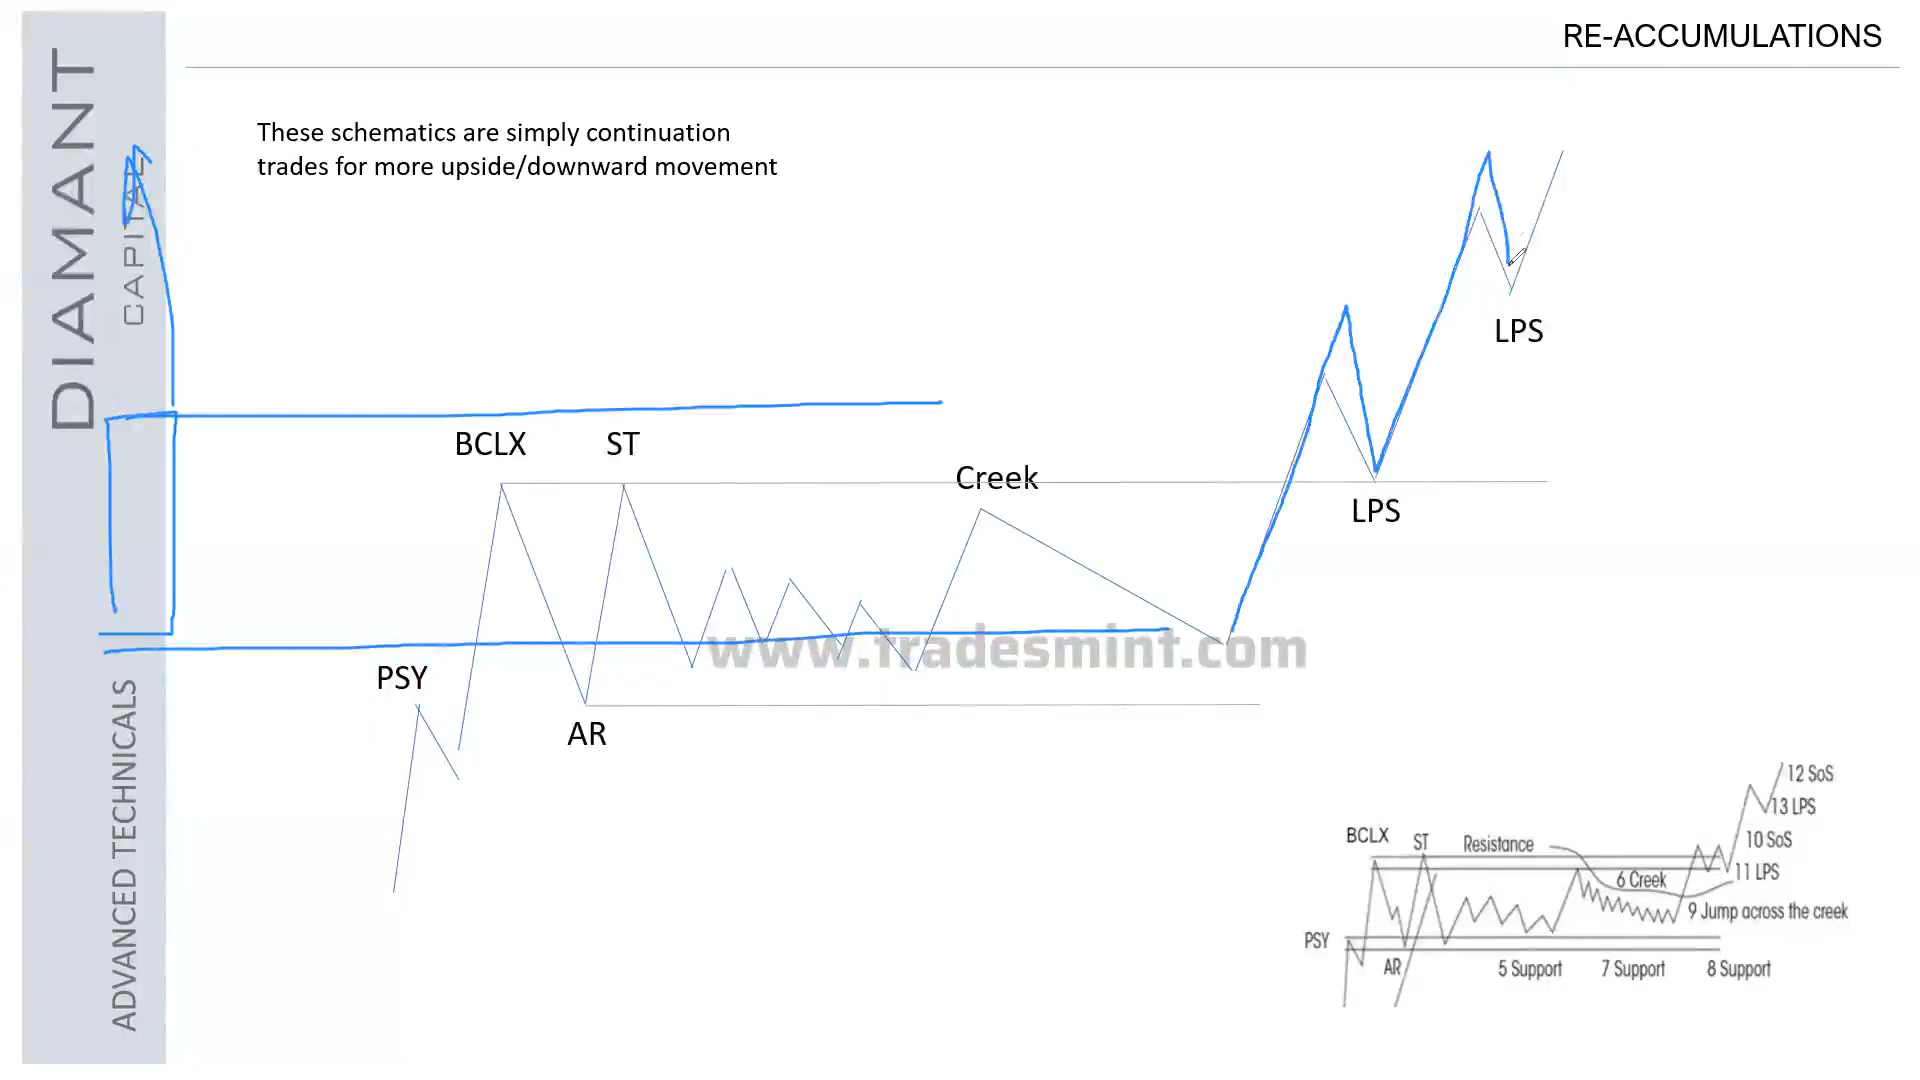 RE-ACCUMULATIONS
DIAMANT
CAPITAL
ADVANCED TECHNICALS
These schematics are simply continuation
trades for more upside/downward movement
LPS
BCLX ST
Creek
LPS
www.tradesmint.com
PSY
AR
12 SoS
13 LPS
BCLX ST Resistance 10 SoS
11 LPS
6 Creek
9 Jump across the creek
PSY
AR 5 Support 7 Support 8 Support